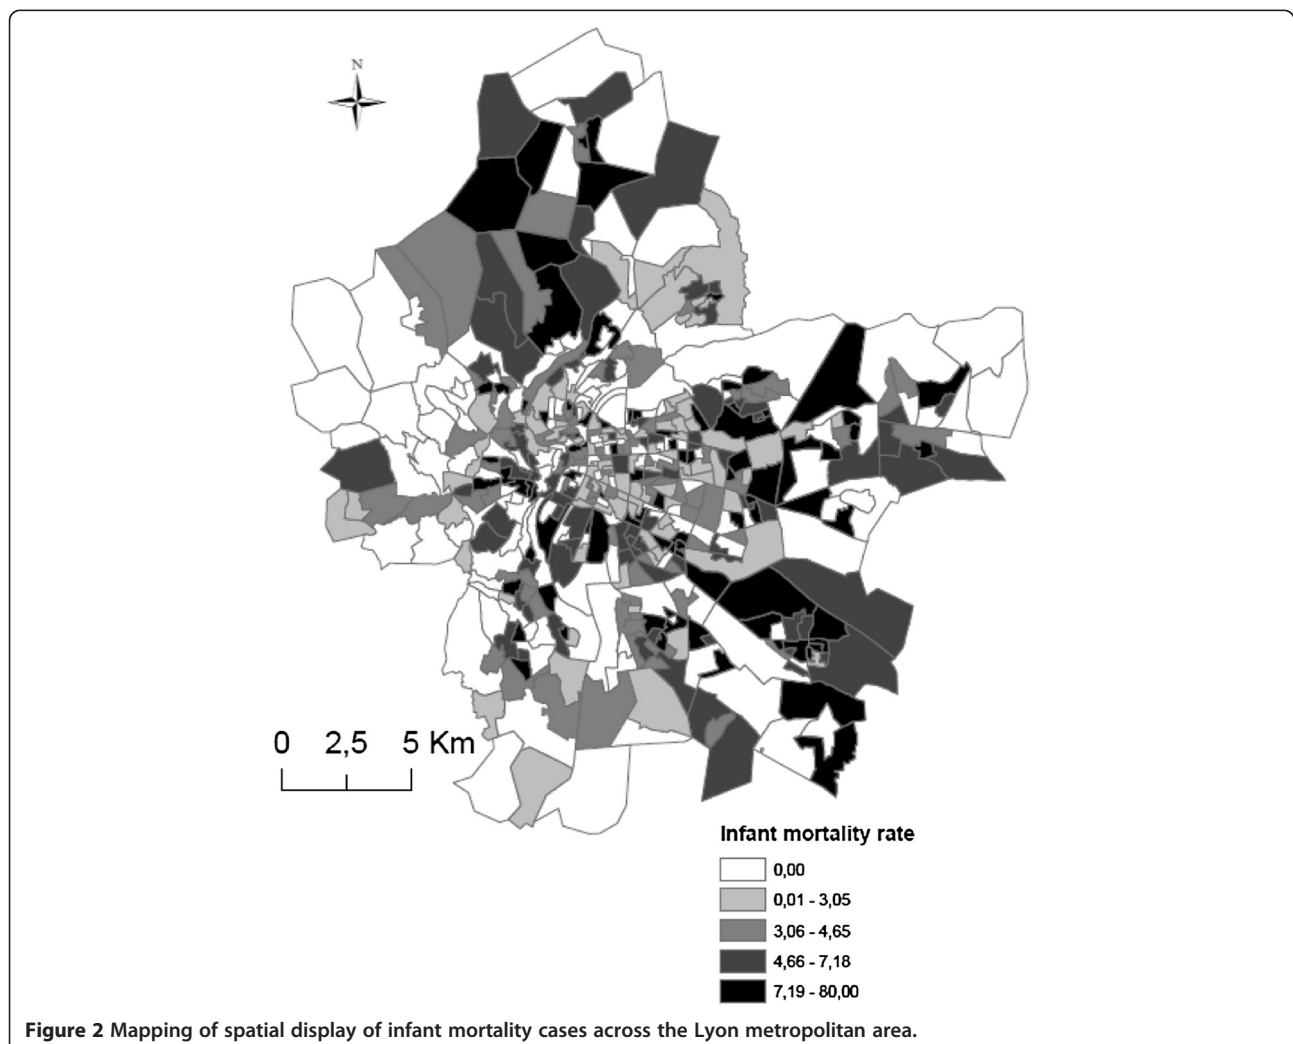 N
0 2,5 5 Km
Infant mortality rate
0,00
0,01 - 3,05
3,06 - 4,65
4,66 - 7,18
7,19 - 80,00
Figure 2 Mapping of spatial display of infant mortality cases across the Lyon metropolitan area.